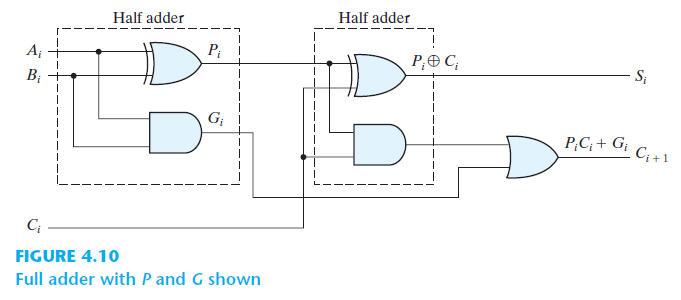 Half adder
Half adder
Aᵢ
Pᵢ
Pᵢ⊕ Cᵢ
Bᵢ
Sᵢ
Gᵢ
PᵢCᵢ + Gᵢ
Cᵢ₊₁
Cᵢ
FIGURE 4.10
Full adder with P and G shown